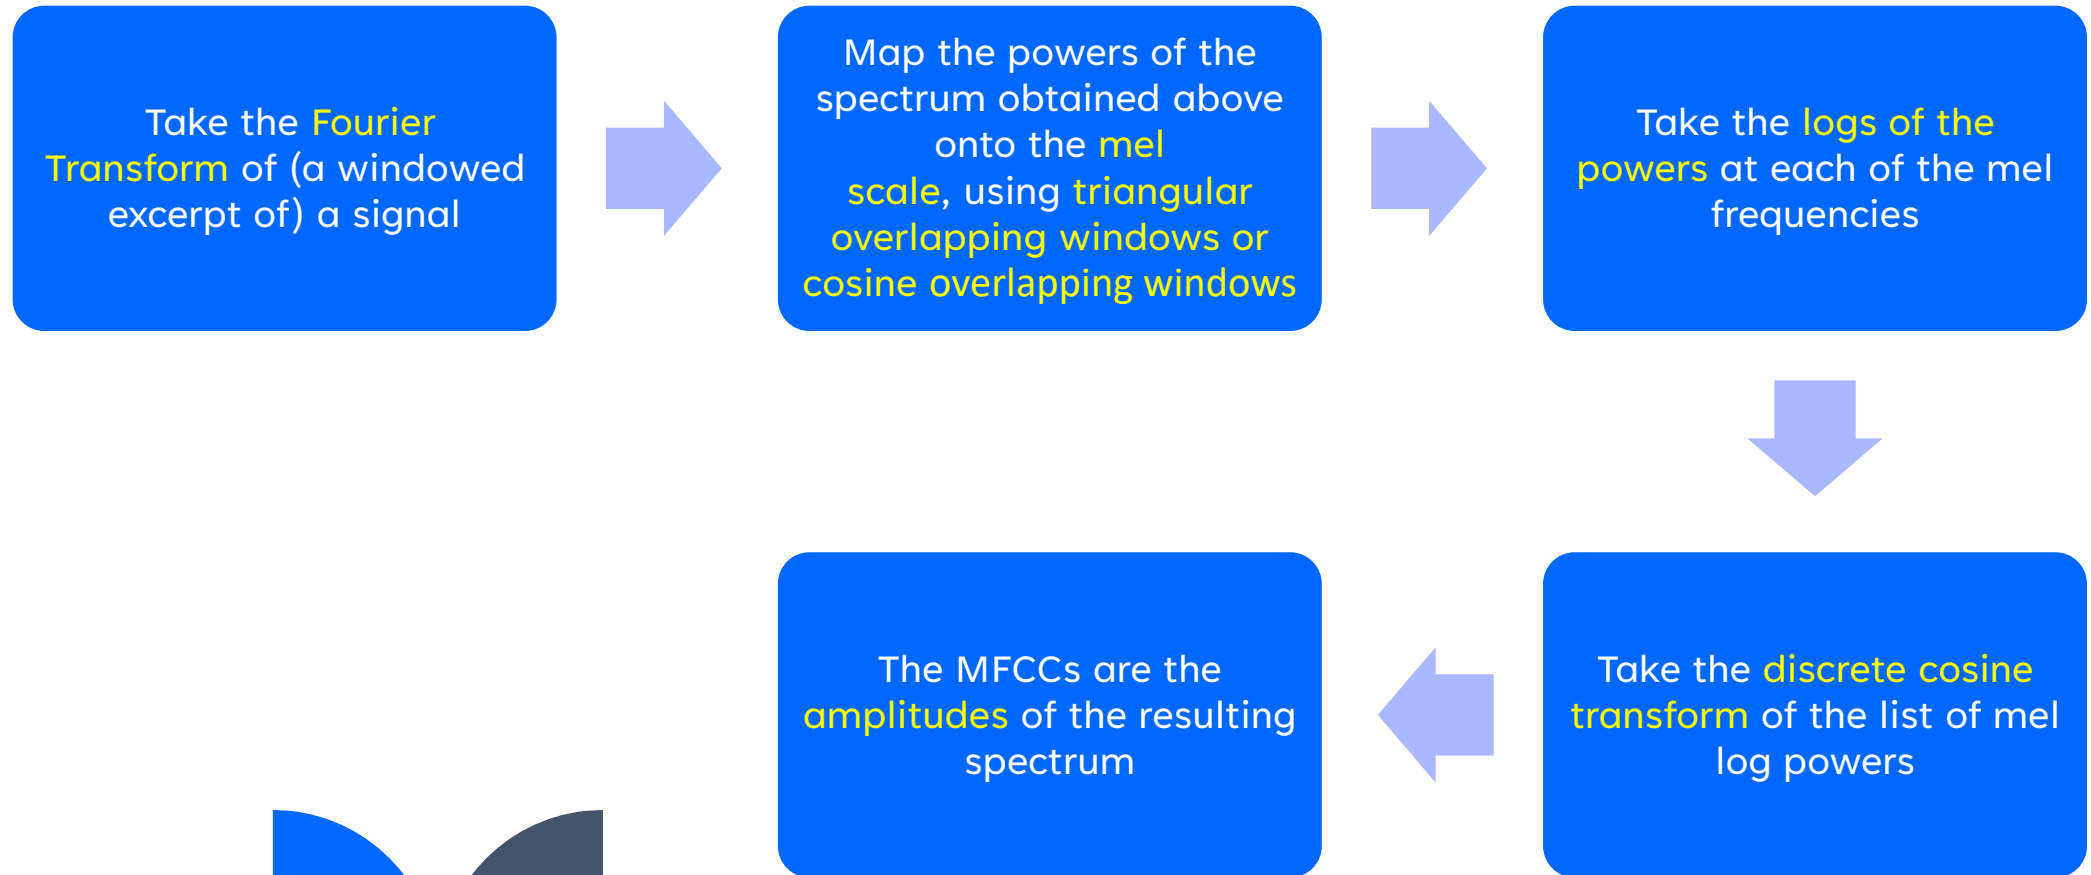 Take the Fourier
Transform of (a windowed
excerpt of) a signal
Map the powers of the
spectrum obtained above
onto the mel
scale, using triangular
overlapping windows or
cosine overlapping windows
Take the logs of the
powers at each of the mel
frequencies
Take the discrete cosine
transform of the list of mel
log powers
The MFCCs are the
amplitudes of the resulting
spectrum